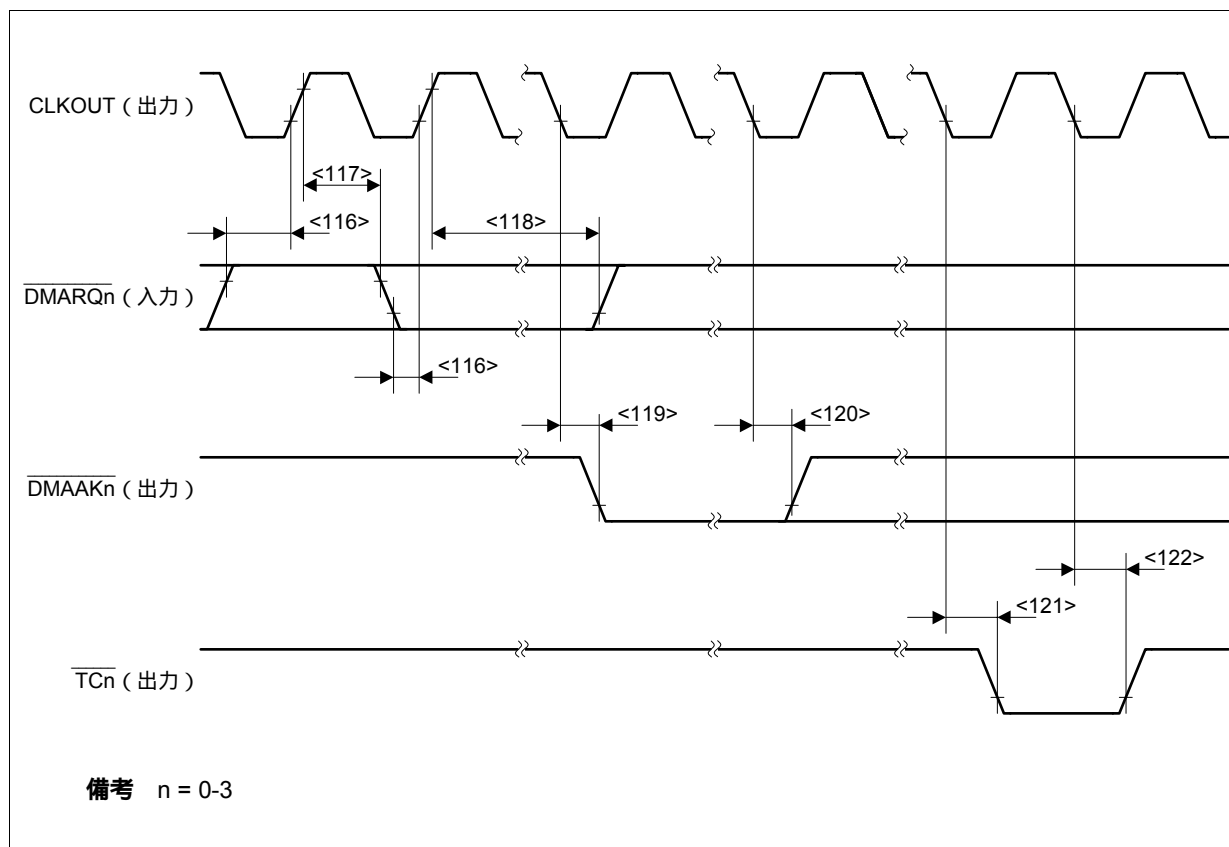 CLKOUT（出力）
<117>
<116>
<118>
DMARQn（入力）
<116>
<119>
<120>
DMAAKn（出力）
<122>
<121>
TCn（出力）
備考 n = 0-3